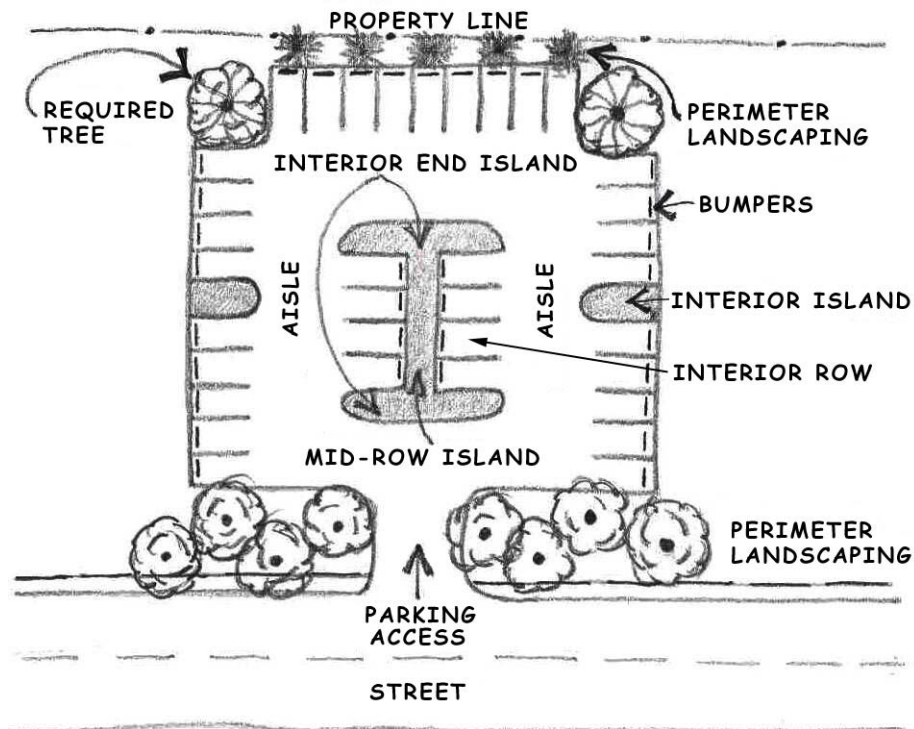 PROPERTY LINE
REQUIRED
TREE
PERIMETER
LANDSCAPING
INTERIOR END ISLAND
BUMPERS
AISLE
AISLE
INTERIOR ISLAND
INTERIOR ROW
MID-ROW ISLAND
PERIMETER
LANDSCAPING
PARKING
ACCESS
STREET